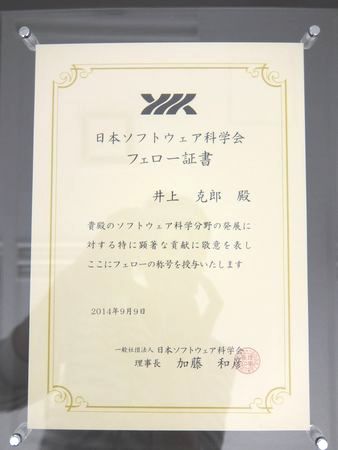 日本ソフトウェア科学会
フェロー証書
井上 克郎 殿
貴殿のソフトウェア科学分野の発展に
対する特に顕著な貢献に敬意を表し
ここにフェローの称号を授与いたします
2014年9月9日
一般社団法人 日本ソフトウェア科学会
理事長 加藤 和彦